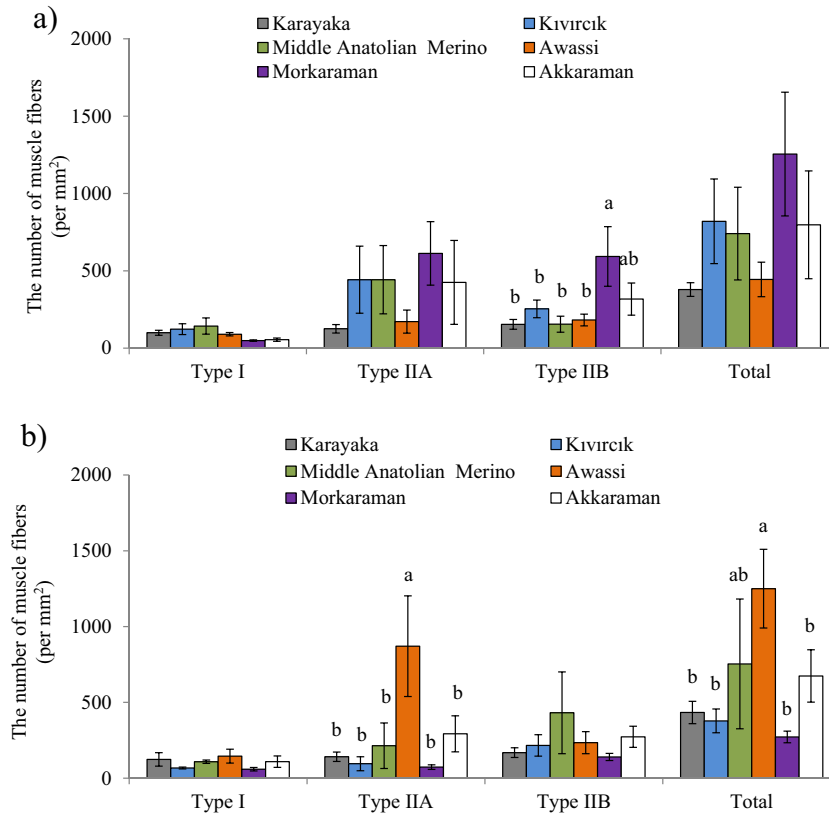 a)
Karayaka
Kıvırcık
Middle Anatolian Merino
Awassi
Morkaraman
Akkaraman
The number of muscle fibers
(per mm²)
2000
1500
1000
500
0
a
ab
b b b b
Type I Type IIA Type IIB Total
b)
Karayaka
Kıvırcık
Middle Anatolian Merino
Awassi
Morkaraman
Akkaraman
The number of muscle fibers
(per mm²)
2000
1500
1000
500
0
b b b a b b
b b ab a b b
Type I Type IIA Type IIB Total